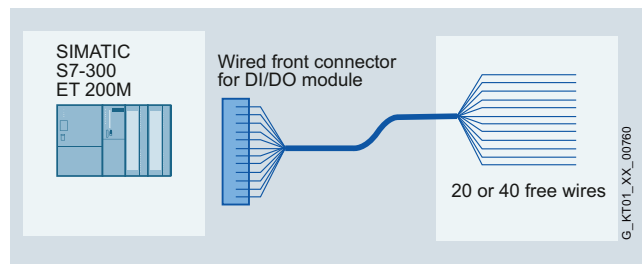 SIMATIC
S7-300
ET 200M
Wired front connector
for DI/DO module
20 or 40 free wires
G_KT01_XX_00760